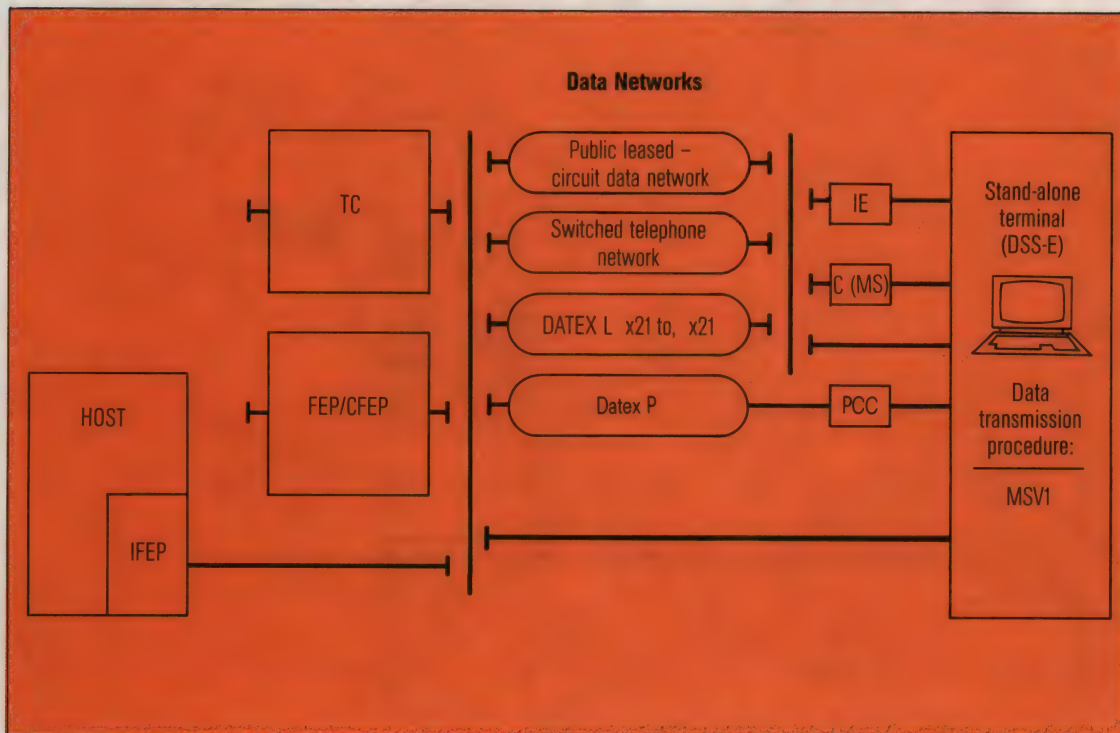 Data Networks
TC
Public leased –
circuit data network
Switched telephone
network
DATEX L x21 to, x21
Datex P
FEP/CFEP
HOST
IFEP
IE
C (MS)
PCC
Stand-alone
terminal
(DSS-E)
Data
transmission
procedure:
MSV1